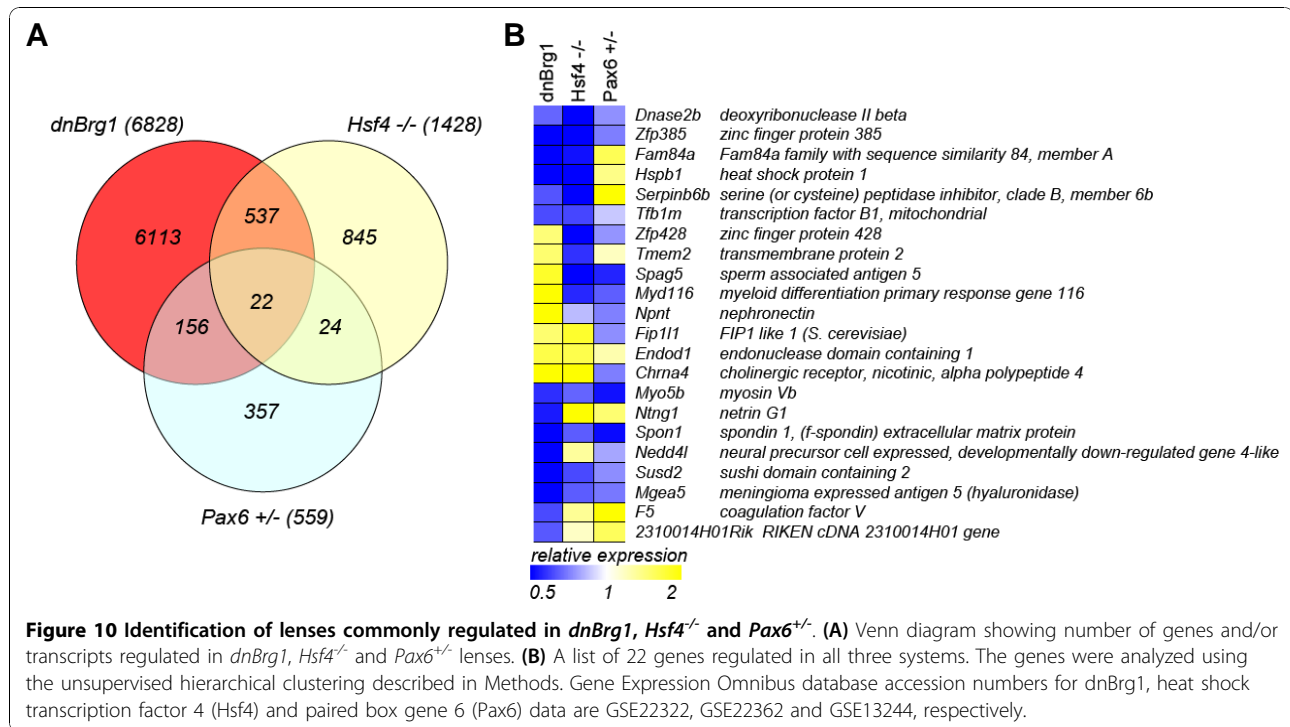 A
dnBrg1 (6828)
Hsf4 -/- (1428)
6113
537
845
22
156
24
357
Pax6 +/- (559)
B
dnBrg1
Hsf4 -/-
Pax6 +/-
Dnase2b deoxyribonuclease II beta
Zfp385 zinc finger protein 385
Fam84a Fam84a family with sequence similarity 84, member A
Hspb1 heat shock protein 1
Serpinb6b serine (or cysteine) peptidase inhibitor, clade B, member 6b
Tfb1m transcription factor B1, mitochondrial
Zfp428 zinc finger protein 428
Tmem2 transmembrane protein 2
Spag5 sperm associated antigen 5
Myd116 myeloid differentiation primary response gene 116
Npnt nephronectin
Fip1l1 FIP1 like 1 (S. cerevisiae)
Endod1 endonuclease domain containing 1
Chrna4 cholinergic receptor, nicotinic, alpha polypeptide 4
Myo5b myosin Vb
Ntng1 netrin G1
Spon1 spondin 1, (f-spondin) extracellular matrix protein
Nedd4l neural precursor cell expressed, developmentally down-regulated gene 4-like
Susd2 sushi domain containing 2
Mgea5 meningioma expressed antigen 5 (hyaluronidase)
F5 coagulation factor V
2310014H01Rik RIKEN cDNA 2310014H01 gene
relative expression
0.5 1 2
Figure 10 Identification of lenses commonly regulated in dnBrg1, Hsf4-/- and Pax6+/-. (A) Venn diagram showing number of genes and/or
transcripts regulated in dnBrg1, Hsf4-/- and Pax6+/- lenses. (B) A list of 22 genes regulated in all three systems. The genes were analyzed using
the unsupervised hierarchical clustering described in Methods. Gene Expression Omnibus database accession numbers for dnBrg1, heat shock
transcription factor 4 (Hsf4) and paired box gene 6 (Pax6) data are GSE22322, GSE22362 and GSE13244, respectively.